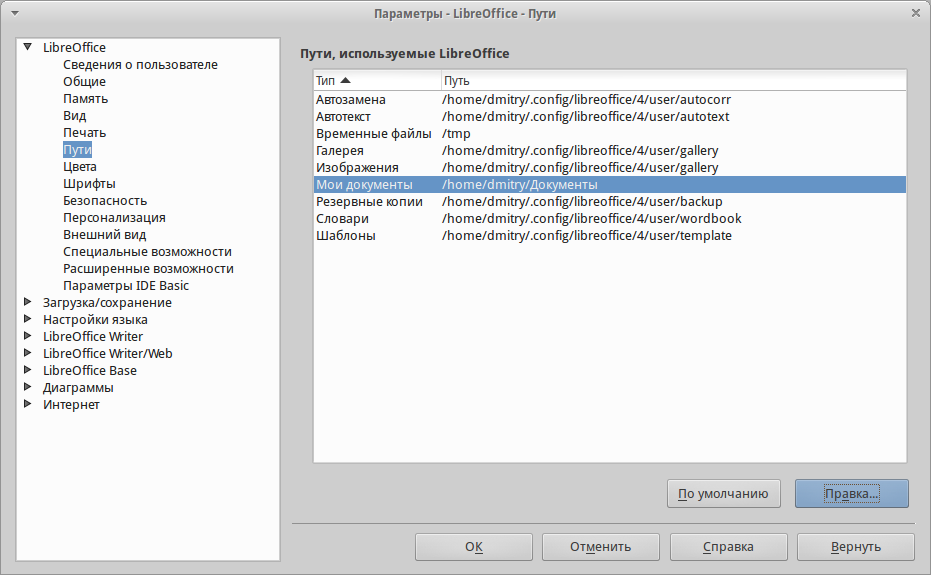 Параметры - LibreOffice - Пути
LibreOffice
Сведения о пользователе
Общие
Память
Вид
Печать
Пути
Цвета
Шрифты
Безопасность
Персонализация
Внешний вид
Специальные возможности
Расширенные возможности
Параметры IDE Basic
Загрузка/сохранение
Настройки языка
LibreOffice Writer
LibreOffice Writer/Web
LibreOffice Base
Диаграммы
Интернет
Пути, используемые LibreOffice
Тип Путь
Автозамена /home/dmitry/.config/libreoffice/4/user/autocorr
Автотекст /home/dmitry/.config/libreoffice/4/user/autotext
Временные файлы /tmp
Галерея /home/dmitry/.config/libreoffice/4/user/gallery
Изображения /home/dmitry/.config/libreoffice/4/user/gallery
Мои документы /home/dmitry/Документы
Резервные копии /home/dmitry/.config/libreoffice/4/user/backup
Словари /home/dmitry/.config/libreoffice/4/user/wordbook
Шаблоны /home/dmitry/.config/libreoffice/4/user/template
По умолчанию Правка...
OK Отменить Справка Вернуть